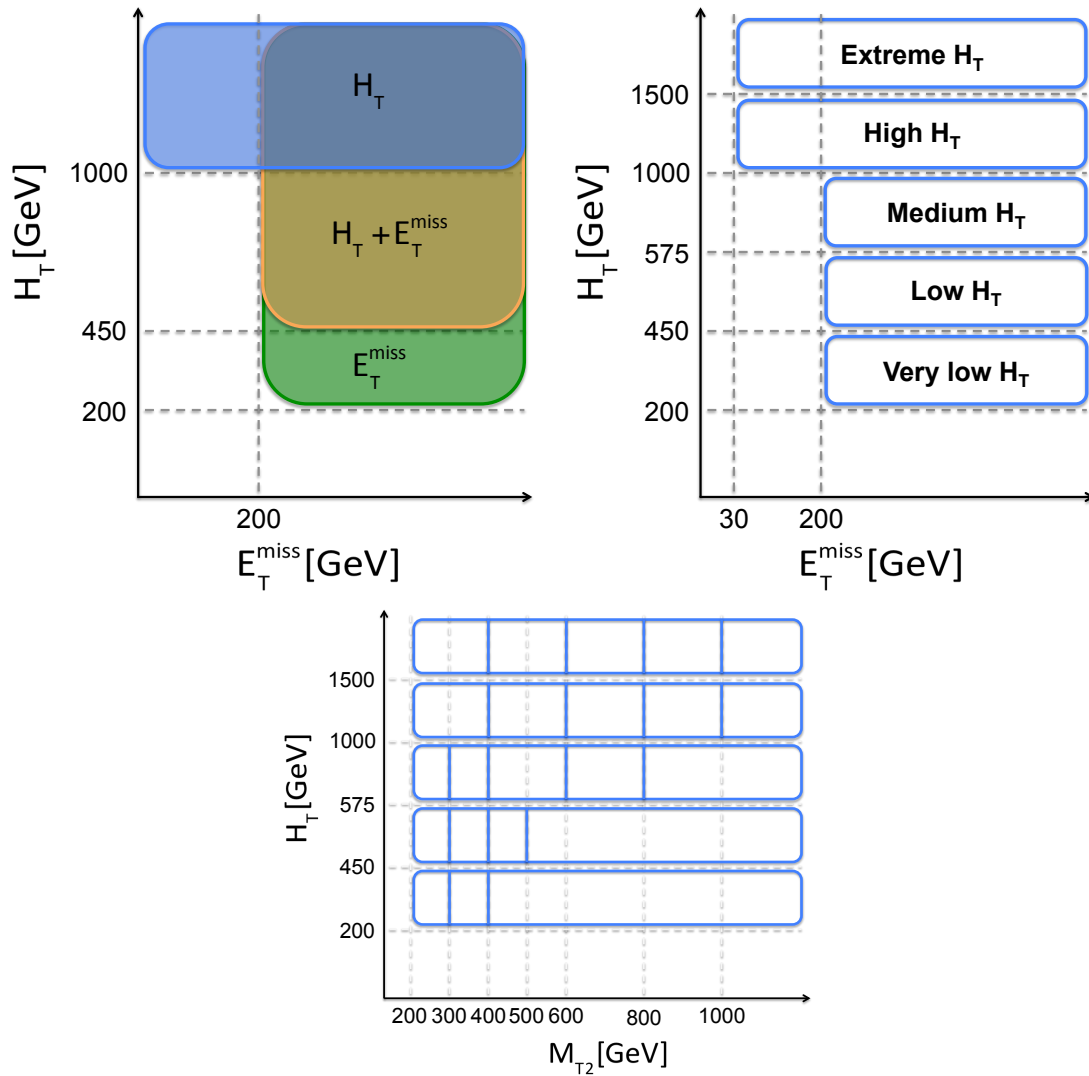 H_T
1000
H_T + E_T^miss
H_T [GeV]
450
E_T^miss
200
200
E_T^miss [GeV]
Extreme H_T
1500
High H_T
1000
Medium H_T
H_T [GeV]
575
Low H_T
450
Very low H_T
200
30 200
E_T^miss [GeV]
1500
1000
H_T [GeV]
575
450
200
200 300 400 500 600 800 1000
M_T2 [GeV]